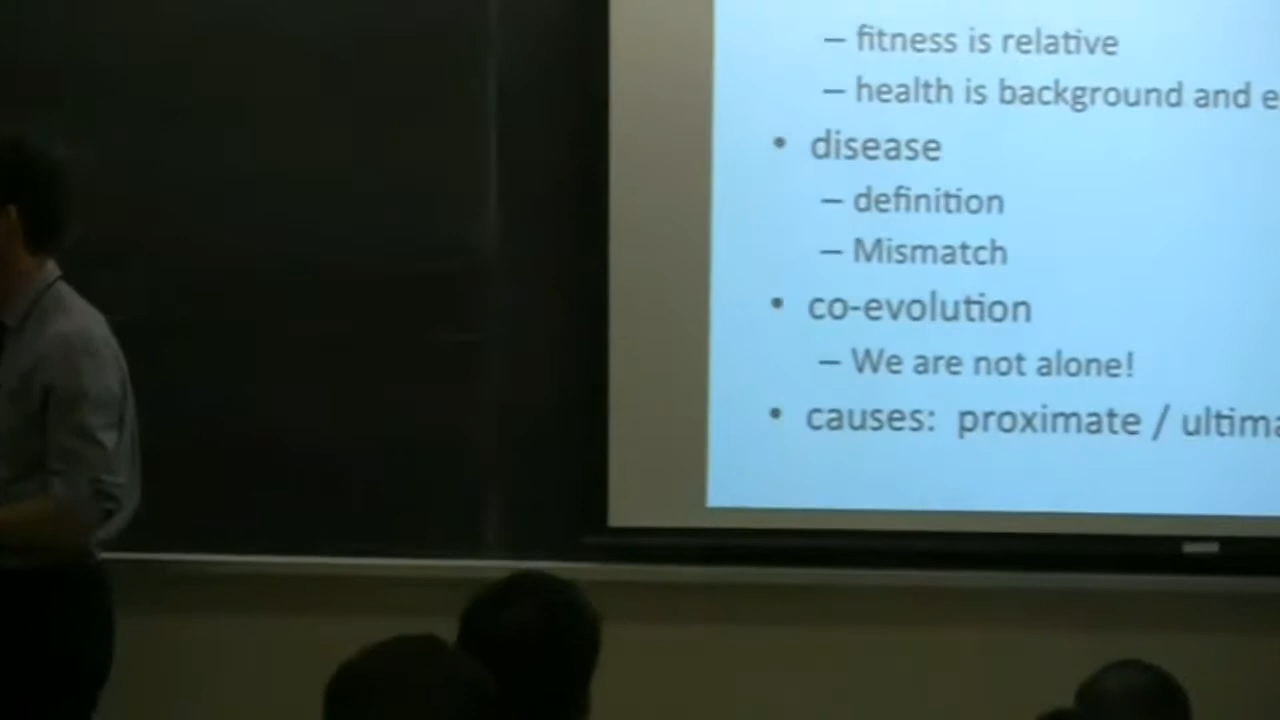 – fitness is relative
– health is background and
• disease
– definition
– Mismatch
• co-evolution
– We are not alone!
• causes: proximate /